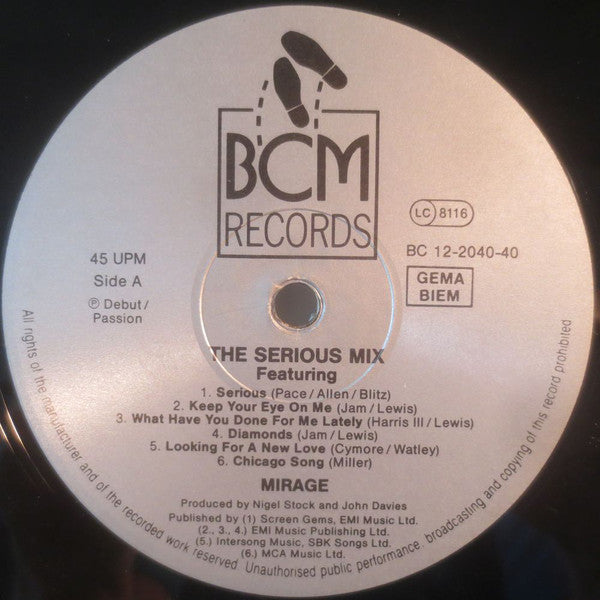 BCM
RECORDS
LC 8116
45 UPM
BC 12-2040-40
Side A
GEMA
BIEM
℗ Debut/
Passion
THE SERIOUS MIX
Featuring
1. Serious (Pace/Allen/Blitz)
2. Keep Your Eye On Me (Jam/Lewis)
3. What Have You Done For Me Lately (Harris III/Lewis)
4. Diamonds (Jam/Lewis)
5. Looking For A New Love (Cymore/Watley)
6. Chicago Song (Miller)
MIRAGE
Produced by Nigel Stock and John Davies
Published by (1) Screen Gems, EMI Music Ltd.
(2., 3., 4.) EMI Music Publishing Ltd.
(5.) Intersong Music, SBK Songs Ltd.
(6.) MCA Music Ltd.
All rights of the manufacturer and of the recorded work reserved. Unauthorised public performance, broadcasting and copying of this record prohibited